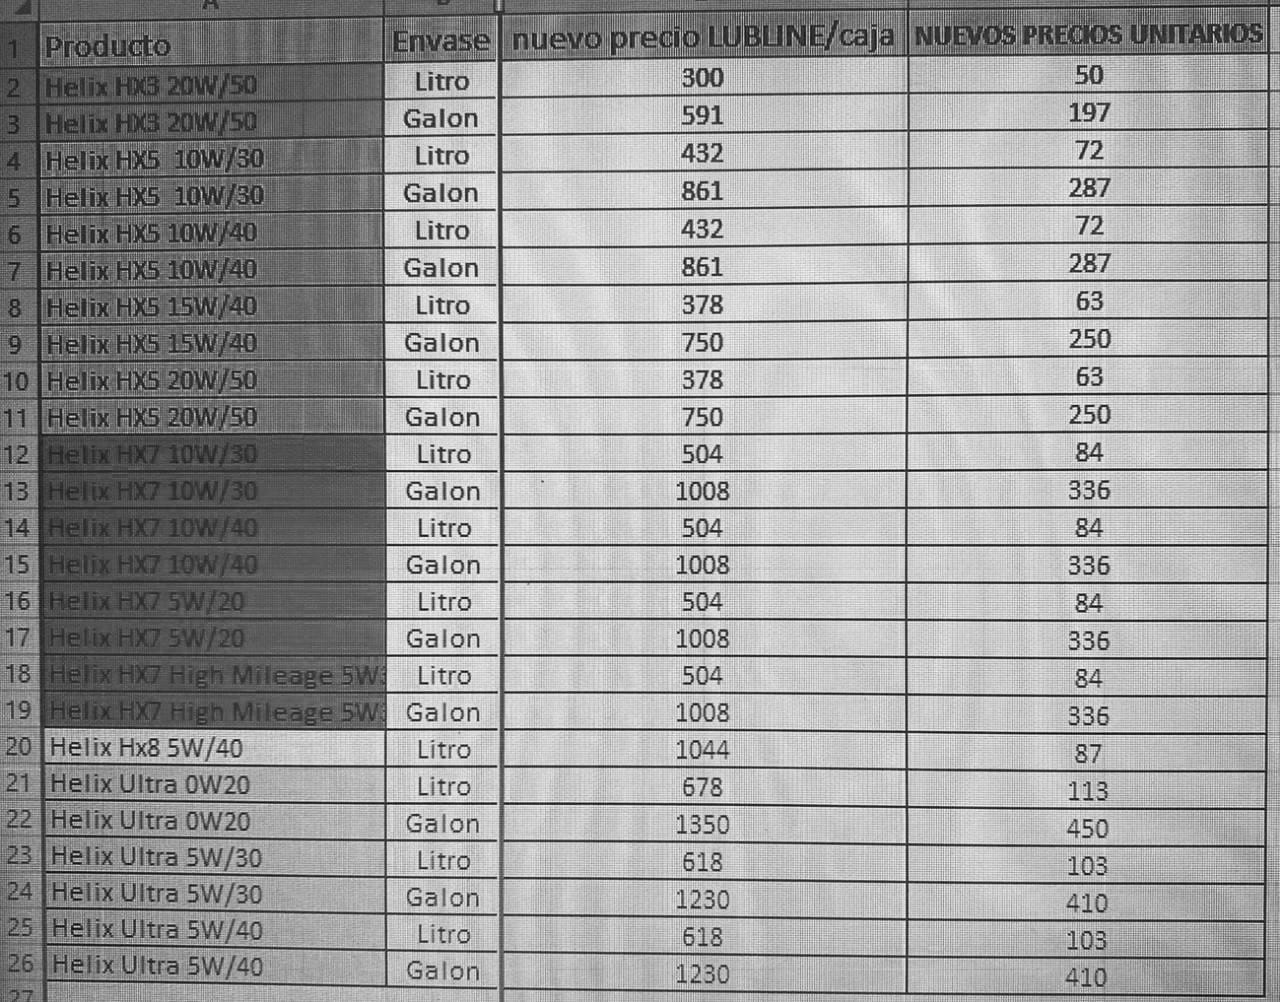 A
1 Producto Envase nuevo precio LUBLINE/caja NUEVOS PRECIOS UNITARIOS
2 Helix HX3 20W/50 Litro 300 50
3 Helix HX3 20W/50 Galon 591 197
4 Helix HX5 10W/30 Litro 432 72
5 Helix HX5 10W/30 Galon 861 287
6 Helix HX5 10W/40 Litro 432 72
7 Helix HX5 10W/40 Galon 861 287
8 Helix HX5 15W/40 Litro 378 63
9 Helix HX5 15W/40 Galon 750 250
10 Helix HX5 20W/50 Litro 378 63
11 Helix HX5 20W/50 Galon 750 250
12 Helix HX7 10W/30 Litro 504 84
13 Helix HX7 10W/30 Galon 1008 336
14 Helix HX7 10W/40 Litro 504 84
15 Helix HX7 10W/40 Galon 1008 336
16 Helix HX7 5W/20 Litro 504 84
17 Helix HX7 5W/20 Galon 1008 336
18 Helix HX7 High Mileage 5W3 Litro 504 84
19 Helix HX7 High Mileage 5W3 Galon 1008 336
20 Helix Hx8 5W/40 Litro 1044 87
21 Helix Ultra 0W20 Litro 678 113
22 Helix Ultra 0W20 Galon 1350 450
23 Helix Ultra 5W/30 Litro 618 103
24 Helix Ultra 5W/30 Galon 1230 410
25 Helix Ultra 5W/40 Litro 618 103
26 Helix Ultra 5W/40 Galon 1230 410
27